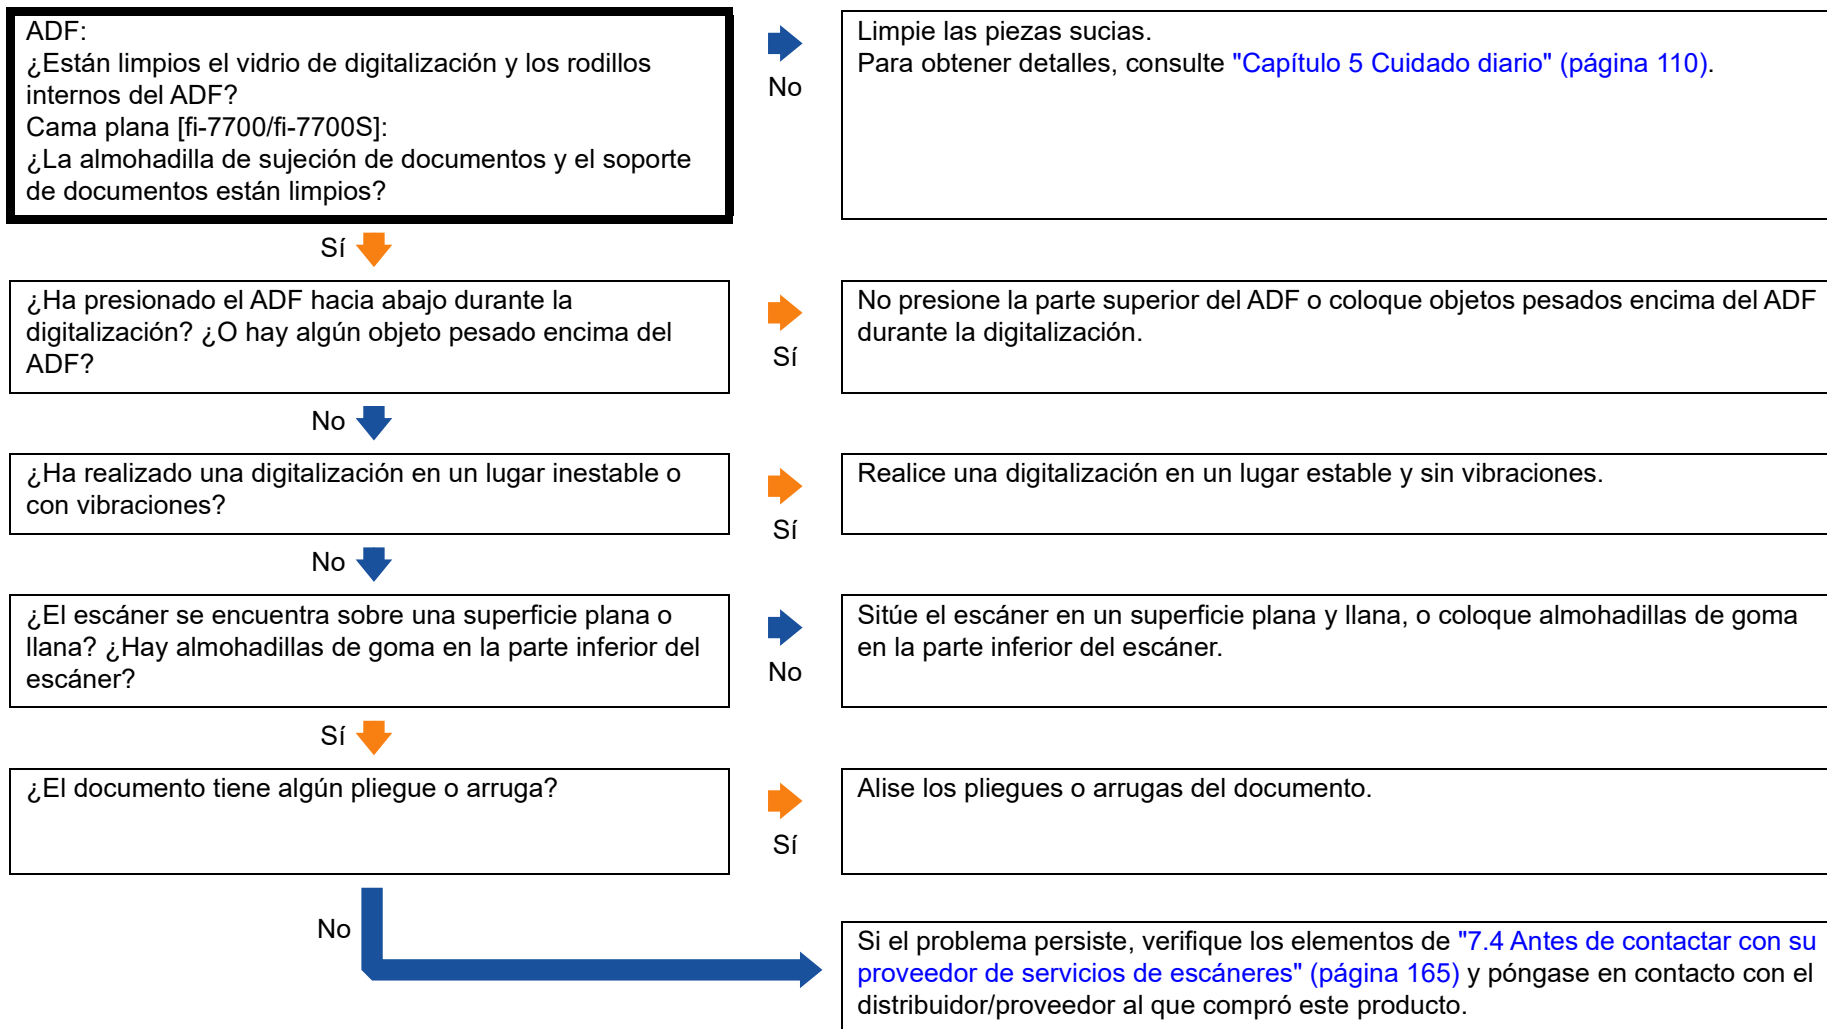 ADF:
¿Están limpios el vidrio de digitalización y los rodillos
internos del ADF?
Cama plana [fi-7700/fi-7700S]:
¿La almohadilla de sujeción de documentos y el soporte
de documentos están limpios?
No
Limpie las piezas sucias.
Para obtener detalles, consulte "Capítulo 5 Cuidado diario" (página 110).
Sí
¿Ha presionado el ADF hacia abajo durante la
digitalización? ¿O hay algún objeto pesado encima del
ADF?
Sí
No presione la parte superior del ADF o coloque objetos pesados encima del ADF
durante la digitalización.
No
¿Ha realizado una digitalización en un lugar inestable o
con vibraciones?
Sí
Realice una digitalización en un lugar estable y sin vibraciones.
No
¿El escáner se encuentra sobre una superficie plana o
llana? ¿Hay almohadillas de goma en la parte inferior del
escáner?
No
Sitúe el escáner en un superficie plana y llana, o coloque almohadillas de goma
en la parte inferior del escáner.
Sí
¿El documento tiene algún pliegue o arruga?
Sí
Alise los pliegues o arrugas del documento.
No
Si el problema persiste, verifique los elementos de "7.4 Antes de contactar con su
proveedor de servicios de escáneres" (página 165) y póngase en contacto con el
distribuidor/proveedor al que compró este producto.